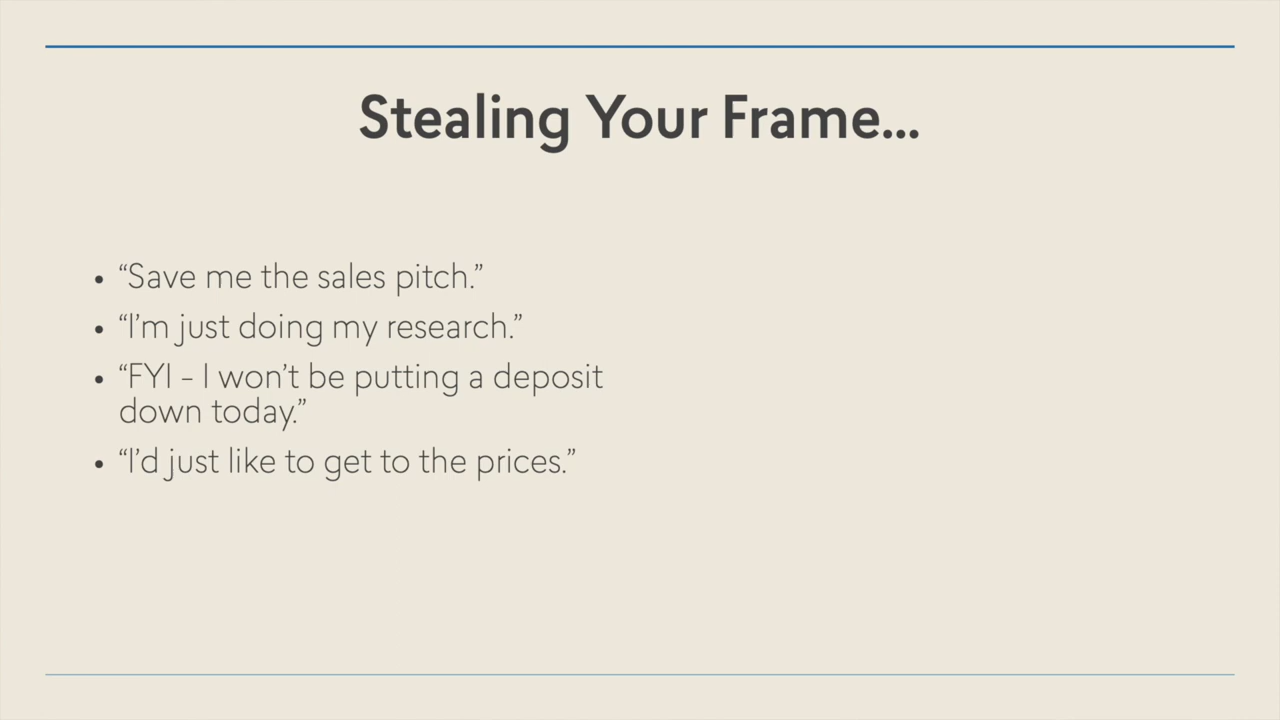 Stealing Your Frame...
• “Save me the sales pitch.”
• “I’m just doing my research.”
• “FYI - I won’t be putting a deposit
down today.”
• “I’d just like to get to the prices.”